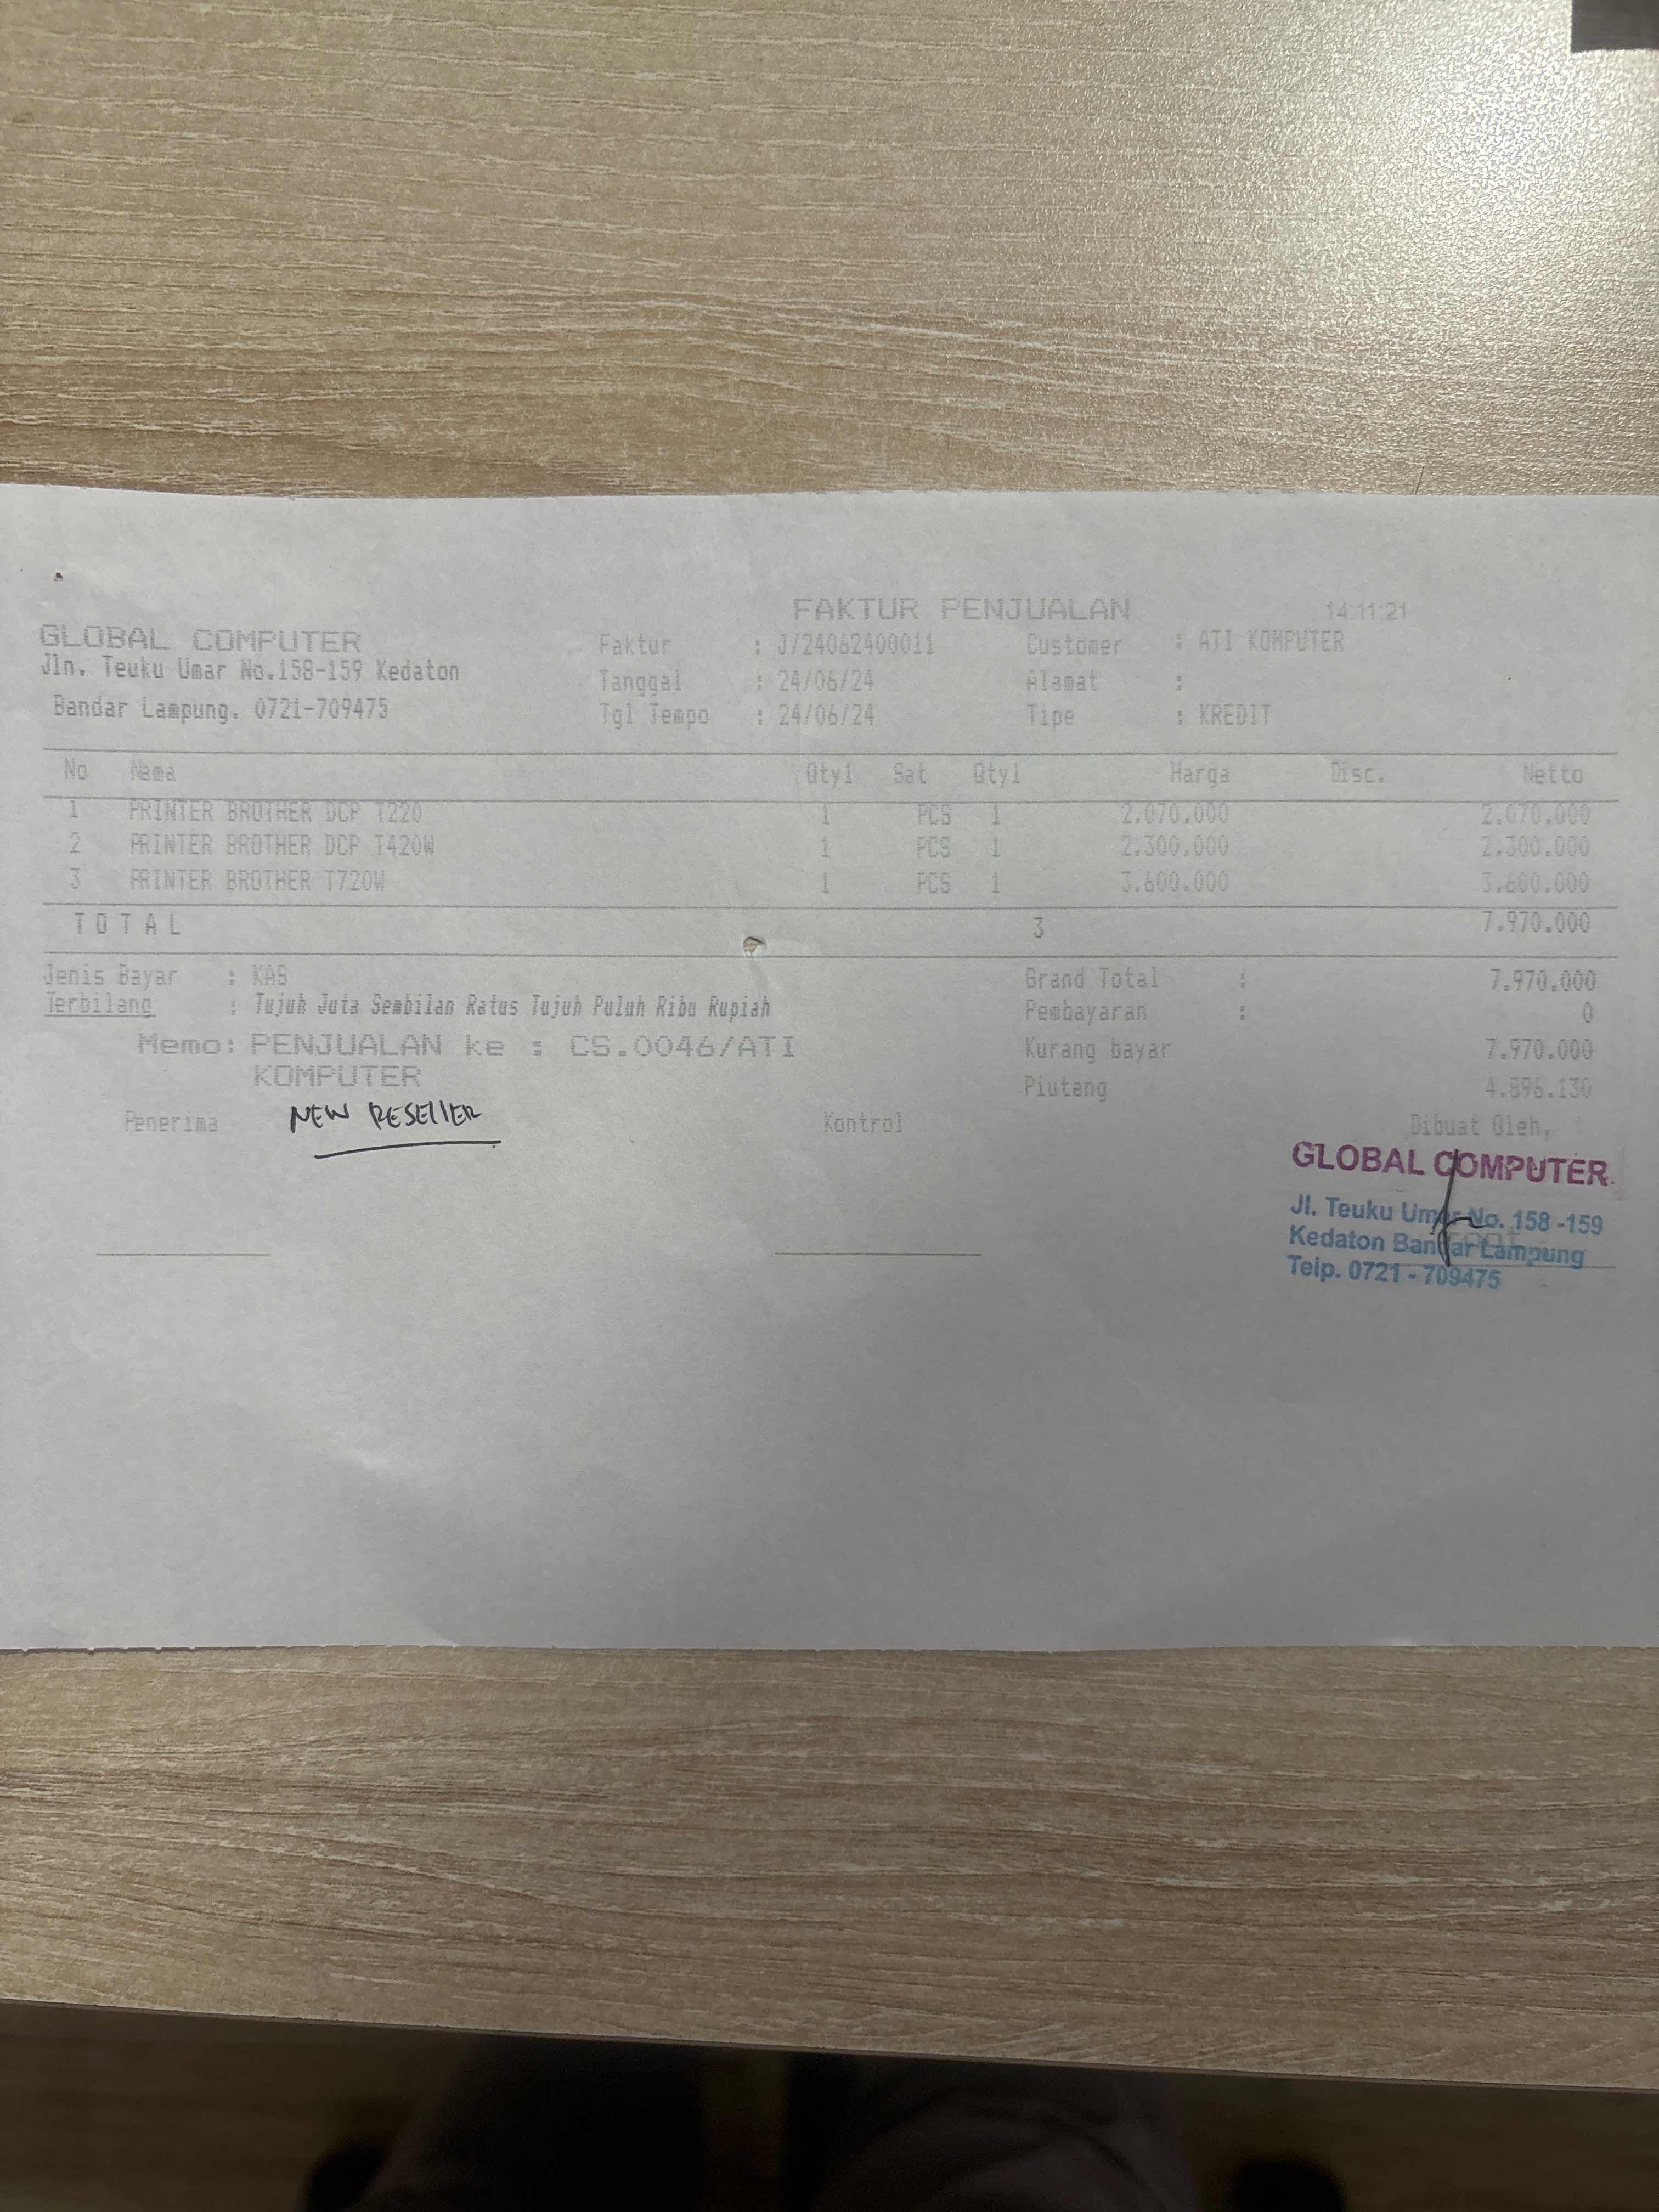 FAKTUR PENJUALAN 14:11:21
GLOBAL COMPUTER
Jln. Teuku Umar No.158-159 Kedaton
Bandar Lampung. 0721-709475
Faktur : J/24062400011
Tanggal : 24/06/24
Tgl Tempo : 24/06/24
Customer : ATI KOMPUTER
Alamat :
Tipe : KREDIT
No Nama Qty1 Sat Qty1 Harga Disc. Netto
1 PRINTER BROTHER DCP T220 1 PCS 1 2.070.000 2.070.000
2 PRINTER BROTHER DCP T420W 1 PCS 1 2.300.000 2.300.000
3 PRINTER BROTHER T720W 1 PCS 1 3.600.000 3.600.000
TOTAL 3 7.970.000
Jenis Bayar : KAS
Terbilang : Tujuh Juta Sembilan Ratus Tujuh Puluh Ribu Rupiah
Memo: PENJUALAN ke : CS.0046/ATI
KOMPUTER
Grand Total : 7.970.000
Pembayaran : 0
Kurang bayar 7.970.000
Piutang 4.896.130
Penerima
NEW RESELLER
Kontrol
Dibuat Oleh,
GLOBAL COMPUTER
Jl. Teuku Umar No. 158 -159
Kedaton Bandar Lampung
Telp. 0721 - 709475